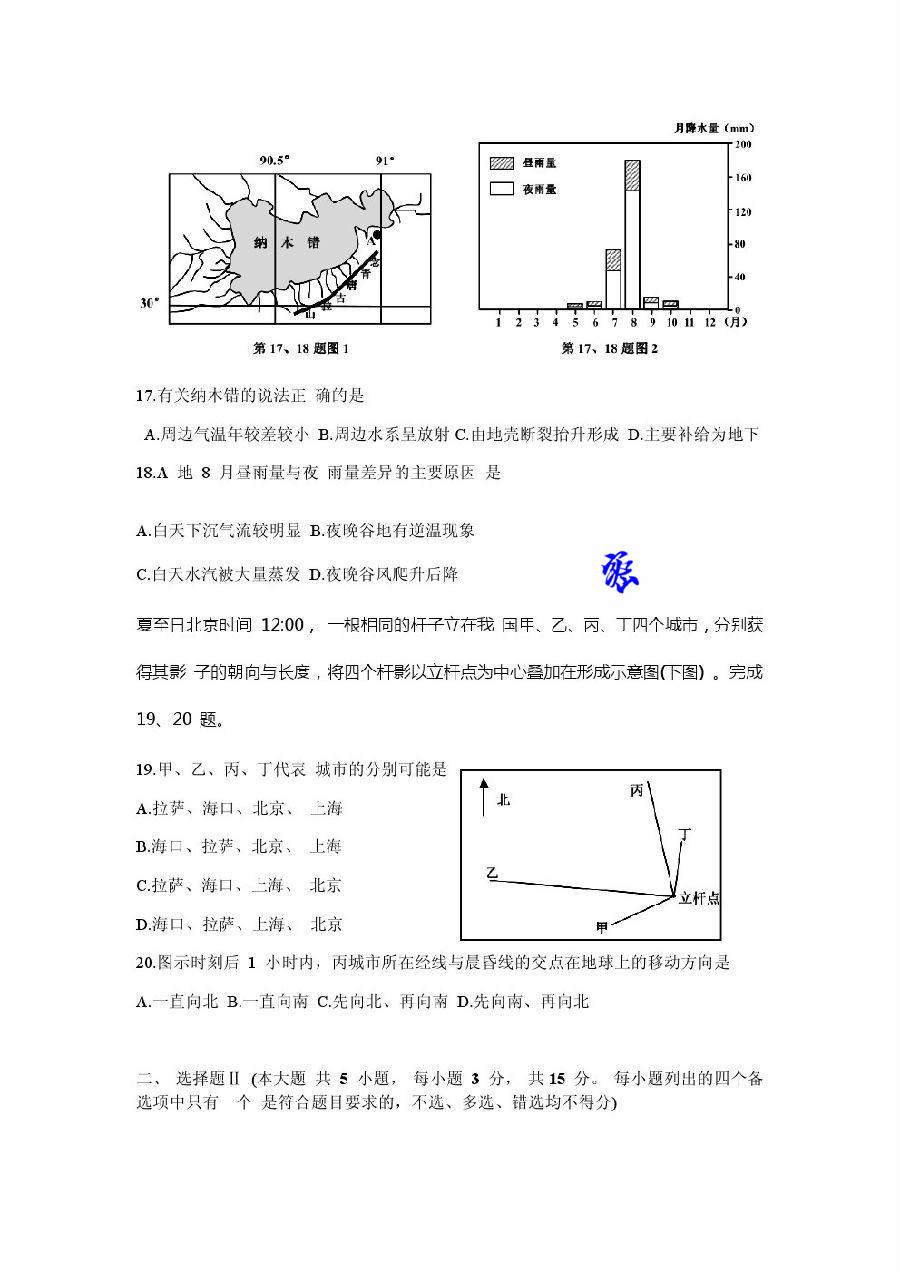 月降水量（mm）
90.5° 91°
200
昼雨量
夜雨量
160
120
80
40
0
纳 木 错
A
念
青
唐
古
拉
山
30°
1 2 3 4 5 6 7 8 9 10 11 12 (月)
第 17、18 题图 1
第 17、18 题图 2
17.有关纳木错的说法正 确的是
A.周边气温年较差较小 B.周边水系呈放射 C.由地壳断裂抬升形成 D.主要补给为地下
18.A 地 8 月昼雨量与夜 雨量差异的主要原因 是
A.白天下沉气流较明显 B.夜晚谷地有逆温现象
C.白天水汽被大量蒸发 D.夜晚谷风爬升后降
夏至日北京时间 12:00， 一根相同的杆子立在我 国甲、乙、丙、丁四个城市，分别获
得其影 子的朝向与长度，将四个杆影以立杆点为中心叠加在形成示意图(下图) 。完成
19、20 题。
19.甲、乙、丙、丁代表 城市的分别可能是
A.拉萨、海口、北京、 上海
B.海口、拉萨、北京、 上海
C.拉萨、海口、上海、 北京
D.海口、拉萨、上海、 北京
北
丙
丁
乙
立杆点
甲
20.图示时刻后 1 小时内，丙城市所在经线与晨昏线的交点在地球上的移动方向是
A.一直向北 B.一直向南 C.先向北、再向南 D.先向南、再向北
二、 选择题Ⅱ (本大题 共 5 小题， 每小题 3 分， 共 15 分。 每小题列出的四个备
选项中只有 个 是符合题目要求的，不选、多选、错选均不得分)